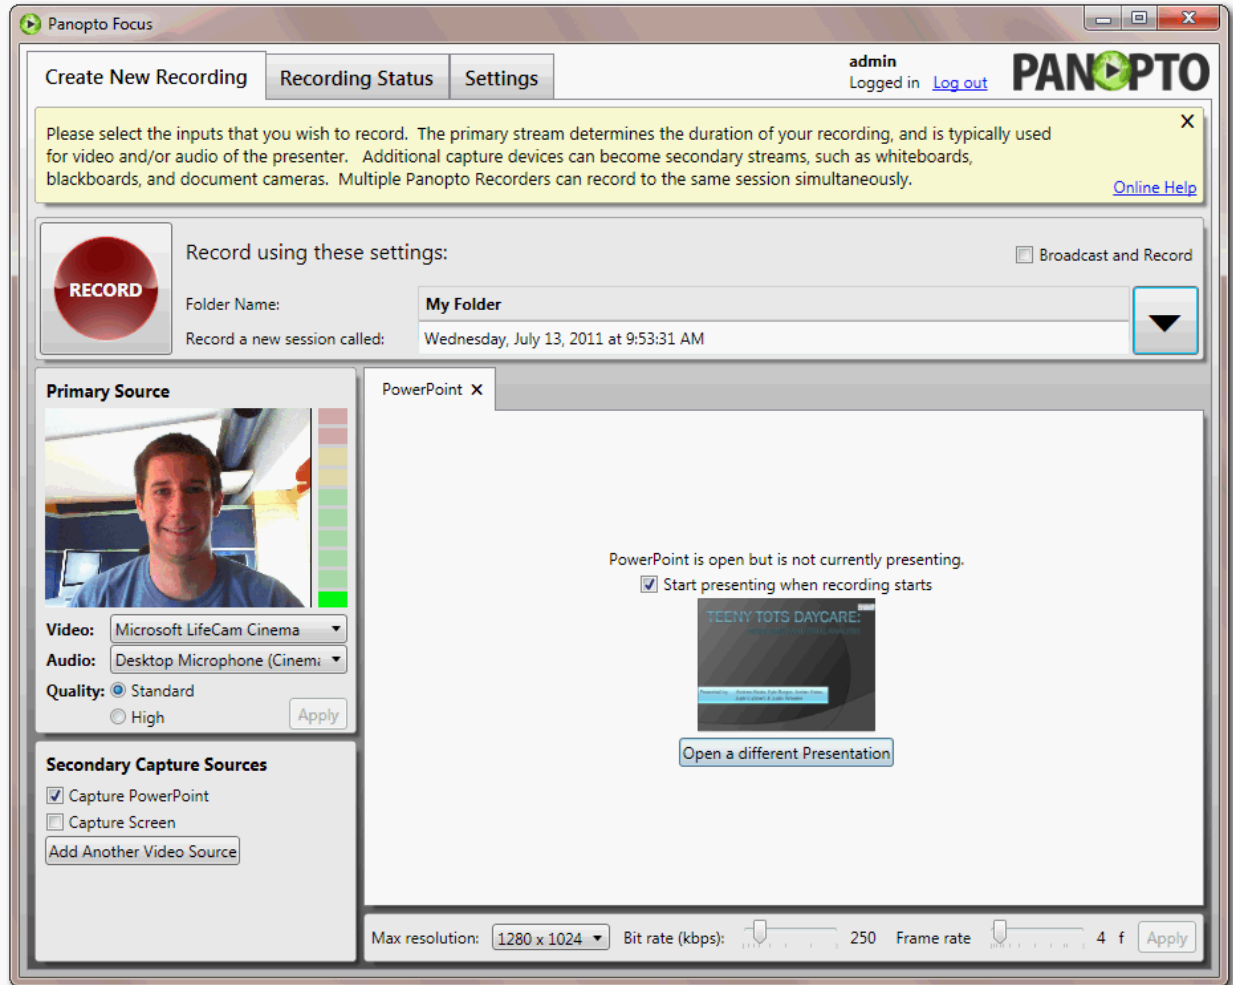 Panopto Focus
Create New Recording
Recording Status
Settings
admin
Logged in Log out
PANOPTO
Please select the inputs that you wish to record. The primary stream determines the duration of your recording, and is typically used
for video and/or audio of the presenter. Additional capture devices can become secondary streams, such as whiteboards,
blackboards, and document cameras. Multiple Panopto Recorders can record to the same session simultaneously.
X
Online Help
RECORD
Record using these settings:
Broadcast and Record
Folder Name: My Folder
Record a new session called: Wednesday, July 13, 2011 at 9:53:31 AM
Primary Source
Video: Microsoft LifeCam Cinema
Audio: Desktop Microphone (Cinema
Quality: Standard
High
Apply
Secondary Capture Sources
Capture PowerPoint
Capture Screen
Add Another Video Source
PowerPoint X
PowerPoint is open but is not currently presenting.
Start presenting when recording starts
TEENY TOTS DAYCARE:
Open a different Presentation
Max resolution: 1280 x 1024 Bit rate (kbps): 250 Frame rate 4 f Apply